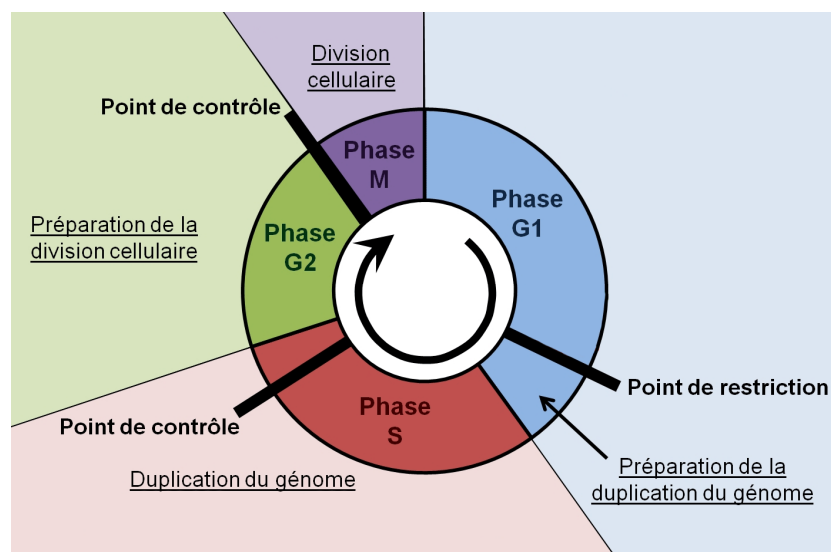 Division
cellulaire
Point de contrôle
Phase
M
Phase
G1
Préparation de la
division cellulaire
Phase
G2
Point de restriction
Phase
S
Point de contrôle
Duplication du génome
Préparation de la
duplication du génome